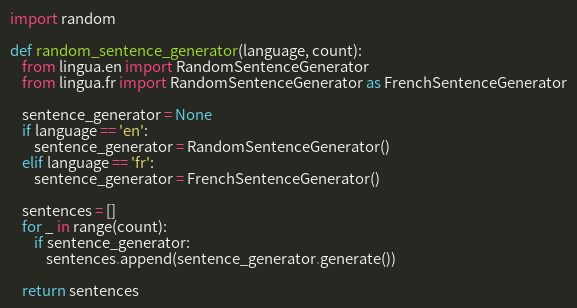 import random

def random_sentence_generator(language, count):
    from lingua.en import RandomSentenceGenerator
    from lingua.fr import RandomSentenceGenerator as FrenchSentenceGenerator

    sentence_generator = None
    if language == 'en':
        sentence_generator = RandomSentenceGenerator()
    elif language == 'fr':
        sentence_generator = FrenchSentenceGenerator()

    sentences = []
    for _ in range(count):
        if sentence_generator:
            sentences.append(sentence_generator.generate())

    return sentences